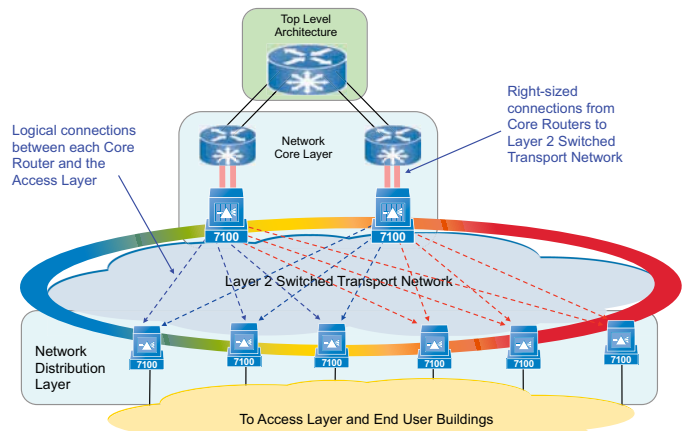 Top Level
Architecture
Logical connections
between each Core
Router and the
Access Layer
Network
Core Layer
Right-sized
connections from
Core Routers to
Layer 2 Switched
Transport Network
7100
7100
Layer 2 Switched Transport Network
Network
Distribution
Layer
7100
7100
7100
7100
7100
7100
To Access Layer and End User Buildings